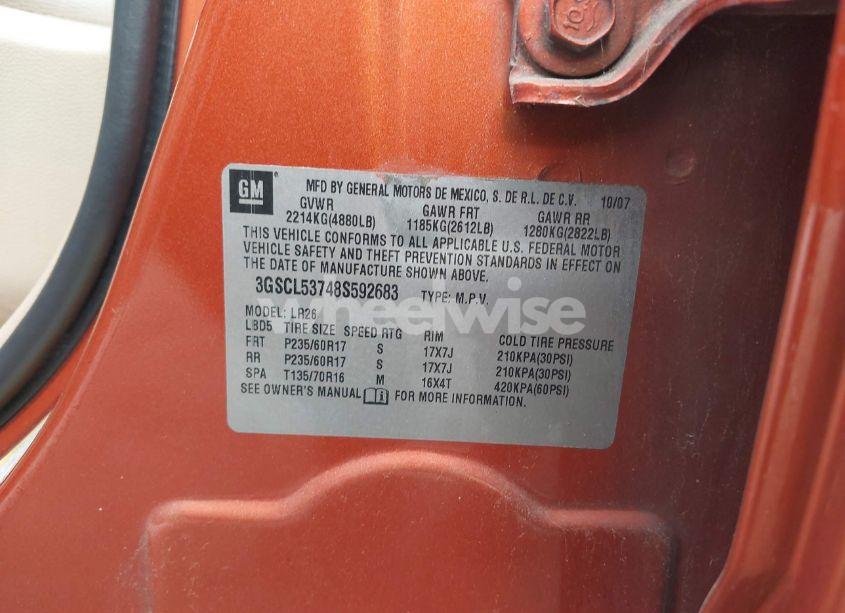 10.9
GM
MFD BY GENERAL MOTORS DE MEXICO, S. DE R.L. DE C.V. 10/07
GVWR GAWR FRT GAWR RR
2214KG(4880LB) 1185KG(2612LB) 1280KG(2822LB)
THIS VEHICLE CONFORMS TO ALL APPLICABLE U.S. FEDERAL MOTOR
VEHICLE SAFETY AND THEFT PREVENTION STANDARDS IN EFFECT ON
THE DATE OF MANUFACTURE SHOWN ABOVE.
3GSCL53748S592683 TYPE: M.P.V.
wheelwise
MODEL: LR26
LBD5 TIRE SIZE SPEED RTG RIM COLD TIRE PRESSURE
FRT P235/60R17 S 17X7J 210KPA(30PSI)
RR P235/60R17 S 17X7J 210KPA(30PSI)
SPA T135/70R16 M 16X4T 420KPA(60PSI)
SEE OWNER'S MANUAL FOR MORE INFORMATION.